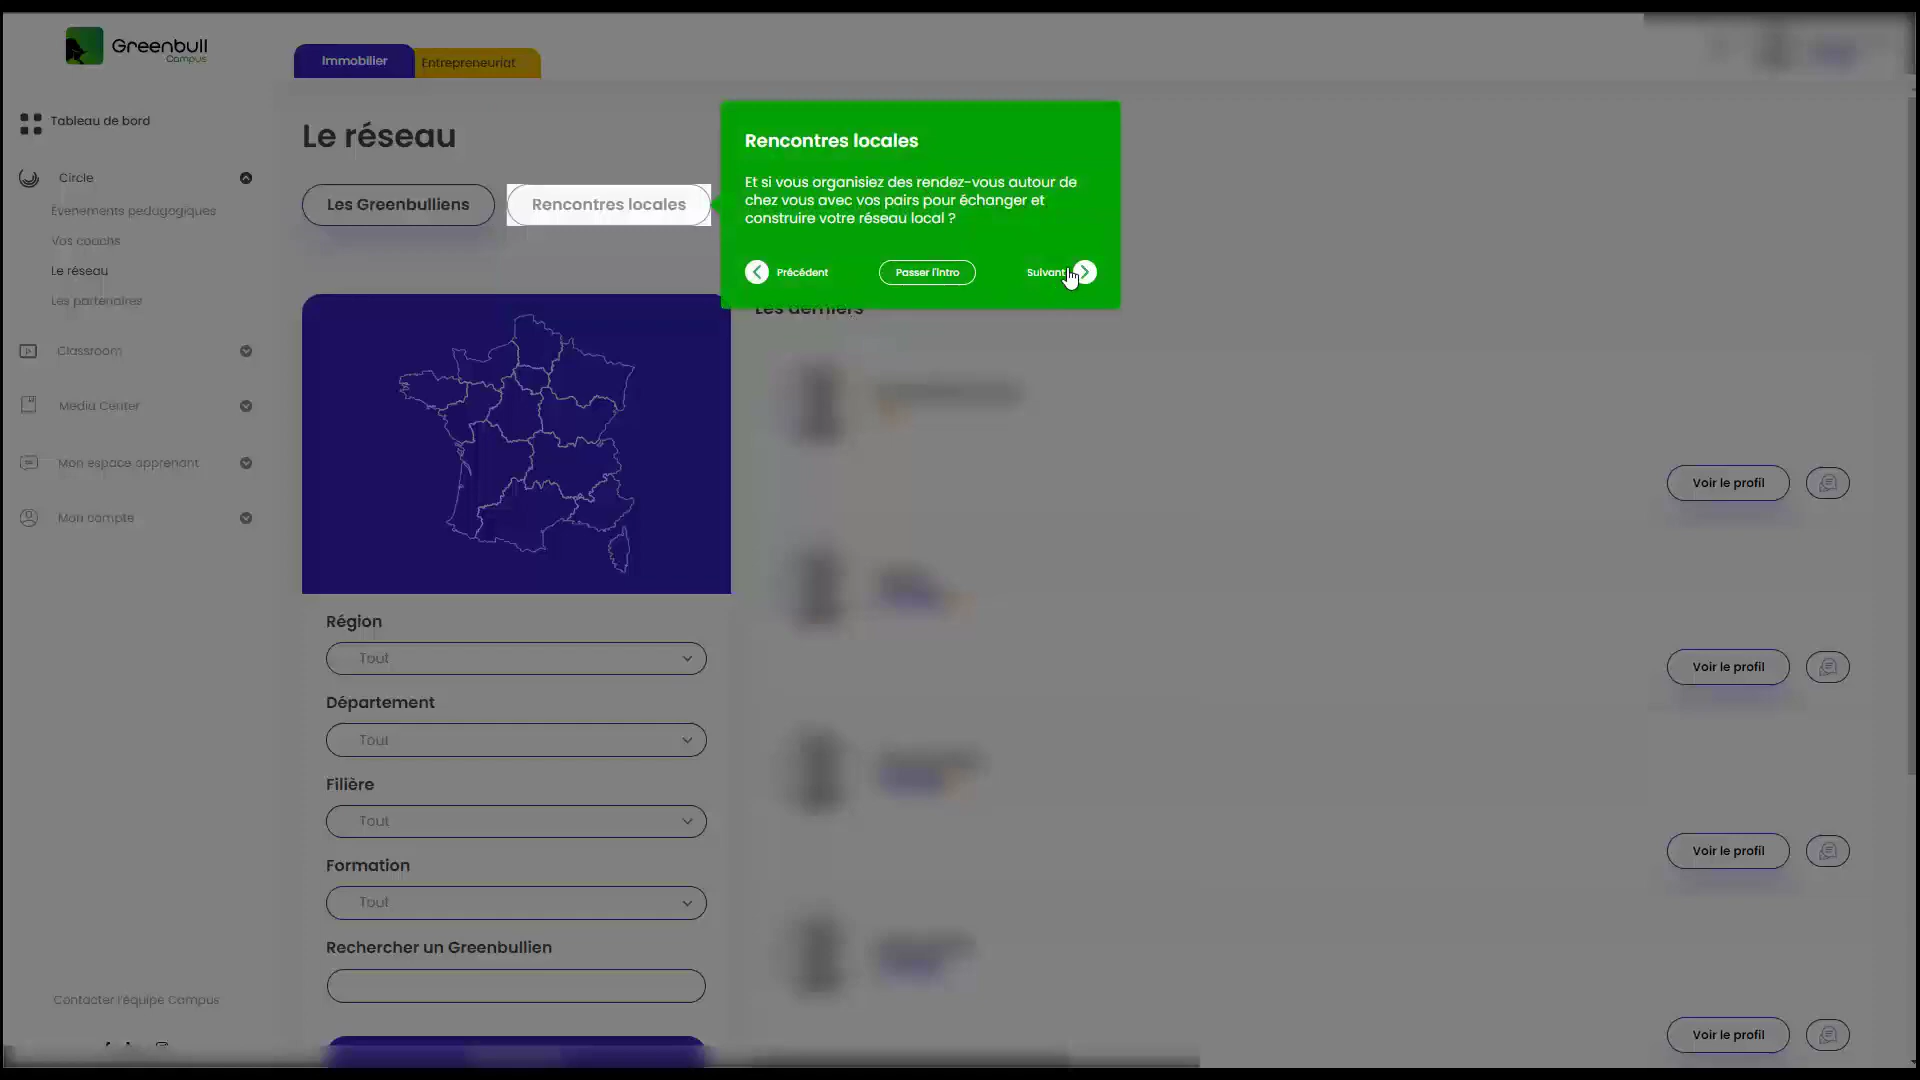 Greenbull
Campus
Immobilier
Entrepreneuriat
Tableau de bord
Circle
Évenements pedagogiques
Vos coachs
Le réseau
Les partenaires
Classroom
Media Center
Mon espace apprenant
Mon compte
Contacter l'équipe Campus
Le réseau
Les Greenbulliens
Rencontres locales
Rencontres locales
Et si vous organisiez des rendez-vous autour de
chez vous avec vos pairs pour échanger et
construire votre réseau local ?
Précédent
Passer l'intro
Suivant
Les derniers
Région
Tout
Département
Tout
Filière
Tout
Formation
Tout
Rechercher un Greenbullien
Voir le profil
Voir le profil
Voir le profil
Voir le profil